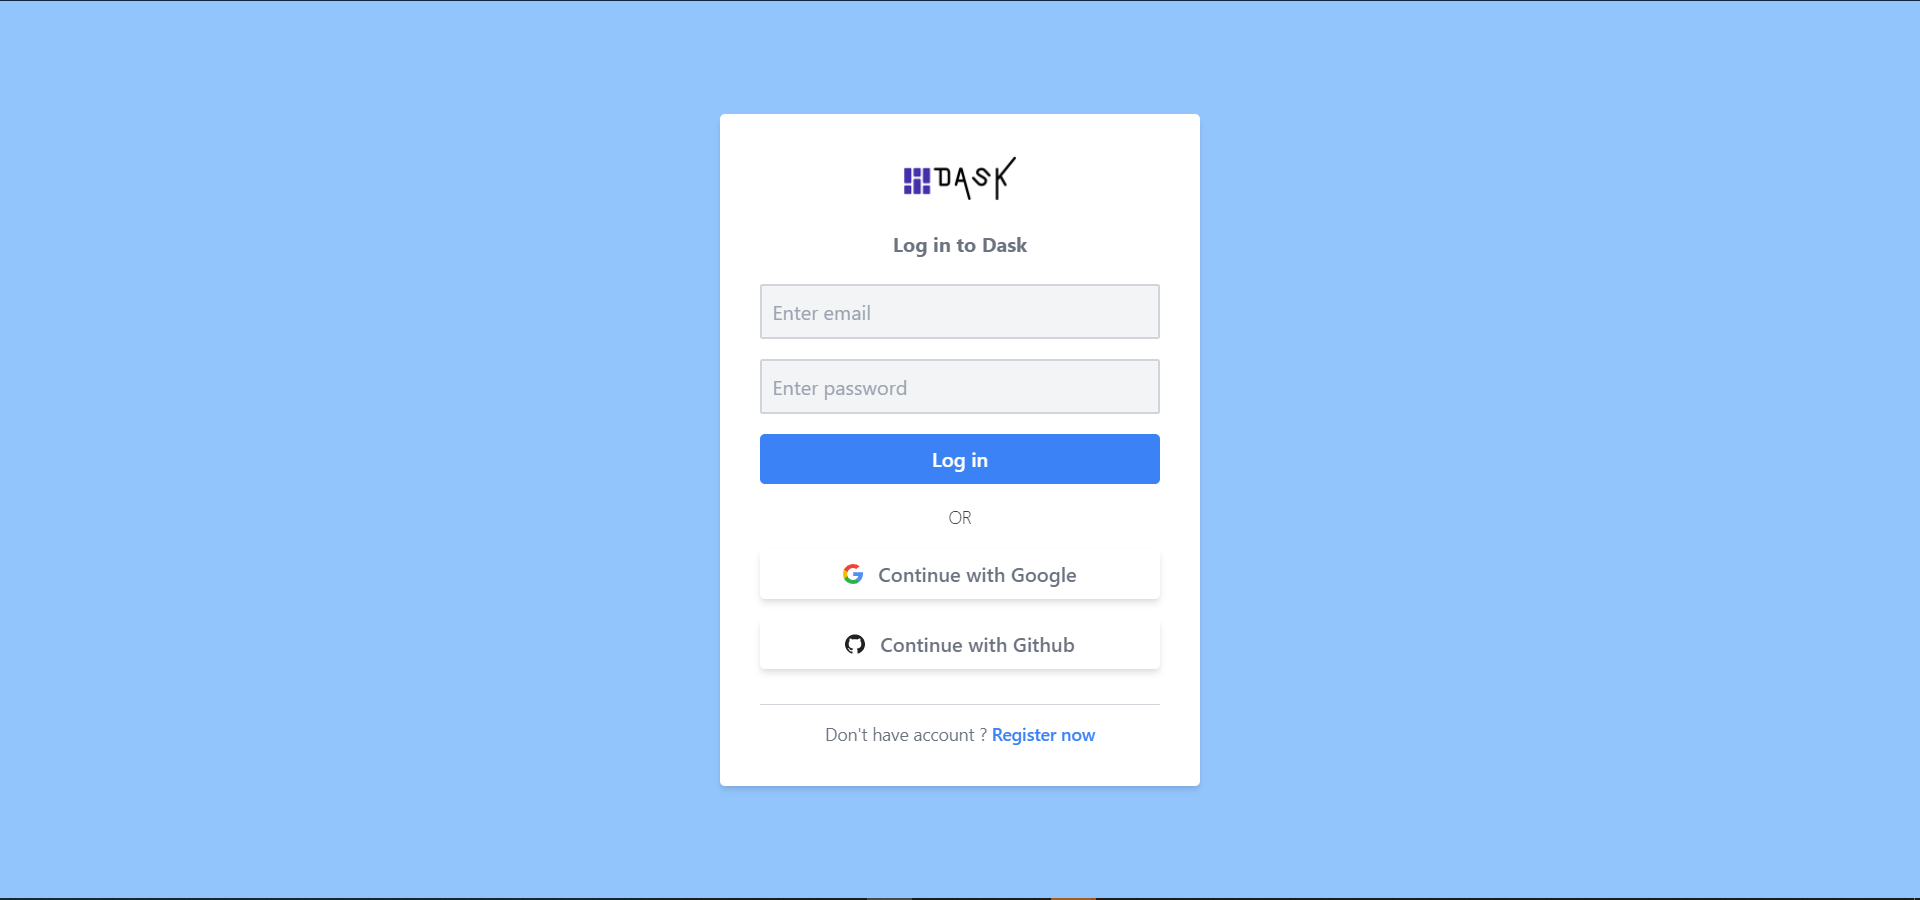 DASK
Log in to Dask
Enter email
Enter password
Log in
OR
Continue with Google
Continue with Github
Don't have account ? Register now